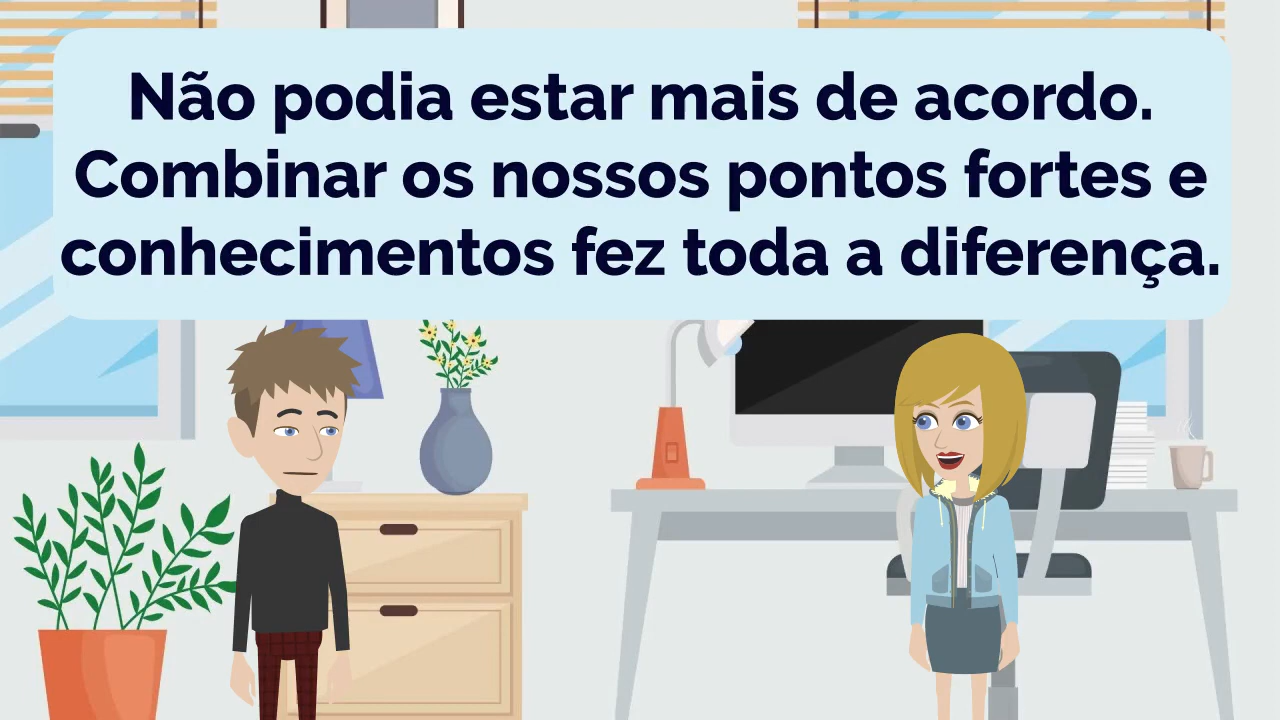 Não podia estar mais de acordo.
Combinar os nossos pontos fortes e
conhecimentos fez toda a diferença.